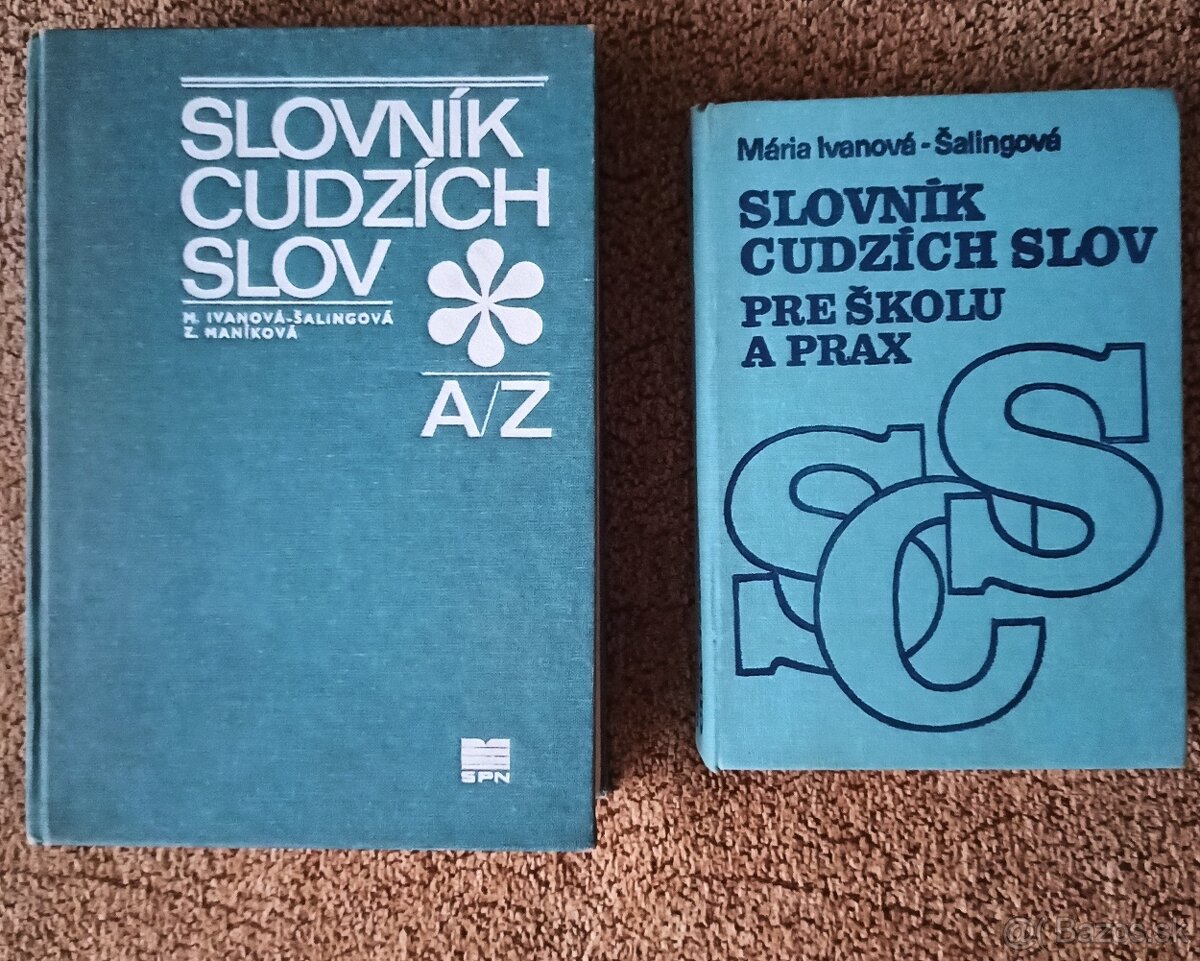 SLOVNÍK
CUDZÍCH
SLOV
M. IVANOVÁ-ŠALINGOVÁ
Z. MANÍKOVÁ
A/Z
SPN
Mária Ivanová-Šalingová
SLOVNÍK
CUDZÍCH SLOV
PRE ŠKOLU
A PRAX
SCS
Bazos.sk